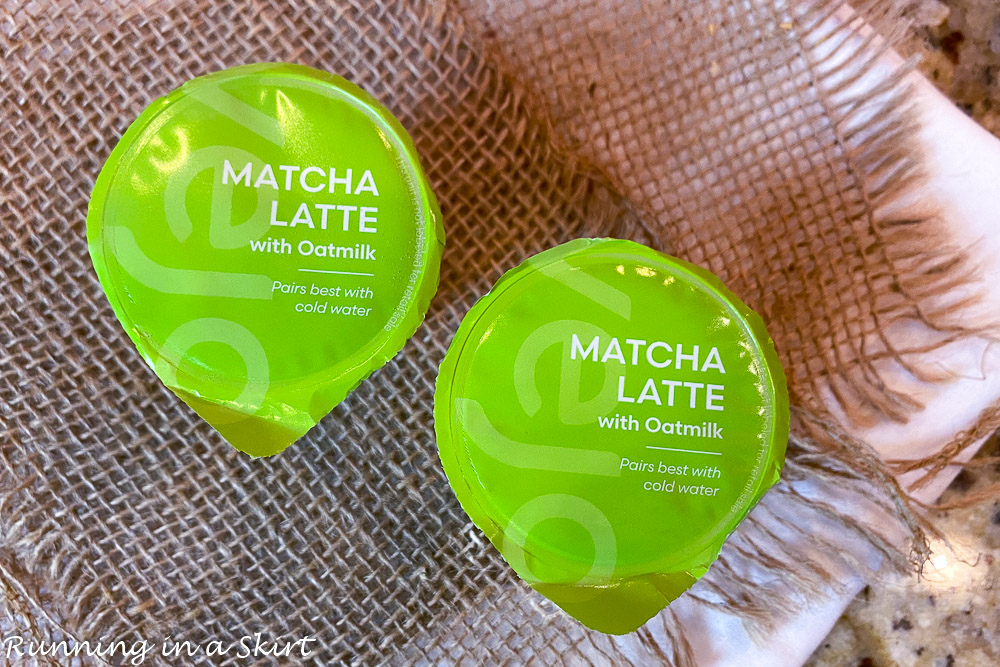 MATCHA
LATTE
with Oatmilk
Pairs best with
cold water
MATCHA
LATTE
with Oatmilk
Pairs best with
cold water
Running in a Skirt